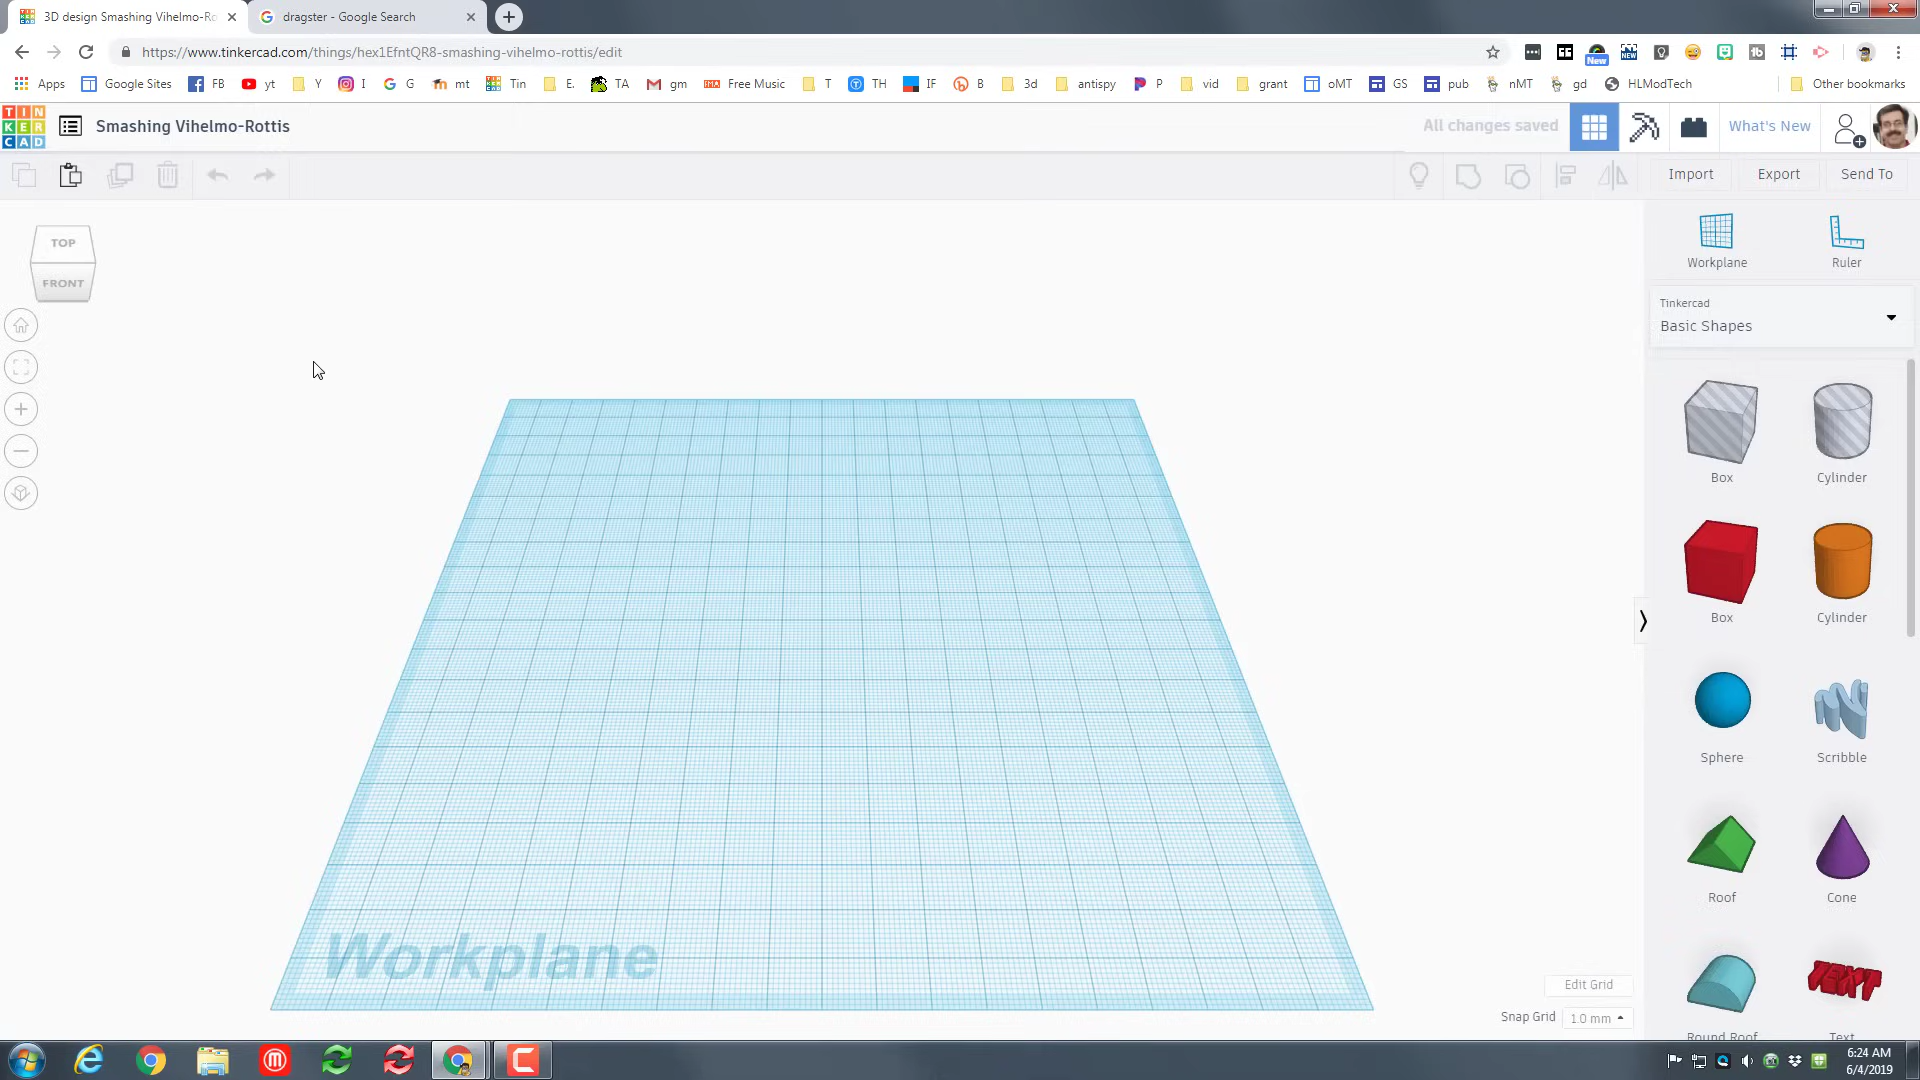 3D design Smashing Vihelmo-Ro
dragster - Google Search
https://www.tinkercad.com/things/hex1EfntQR8-smashing-vihelmo-rottis/edit
New
NEW
Apps
Google Sites
FB
yt
Y
I
G
mt
Tin
E.
TA
gm
Free Music
T
TH
IF
B
3d
antispy
P
vid
grant
oMT
GS
pub
nMT
gd
HLModTech
Other bookmarks
TIN
KER
CAD
Smashing Vihelmo-Rottis
All changes saved
What's New
Import
Export
Send To
TOP
FRONT
Workplane
Ruler
Tinkercad
Basic Shapes
Box
Cylinder
Box
Cylinder
Sphere
Scribble
Roof
Cone
TEXT
Round Roof
Text
Workplane
Edit Grid
Snap Grid
1.0 mm
6:24 AM
6/4/2019